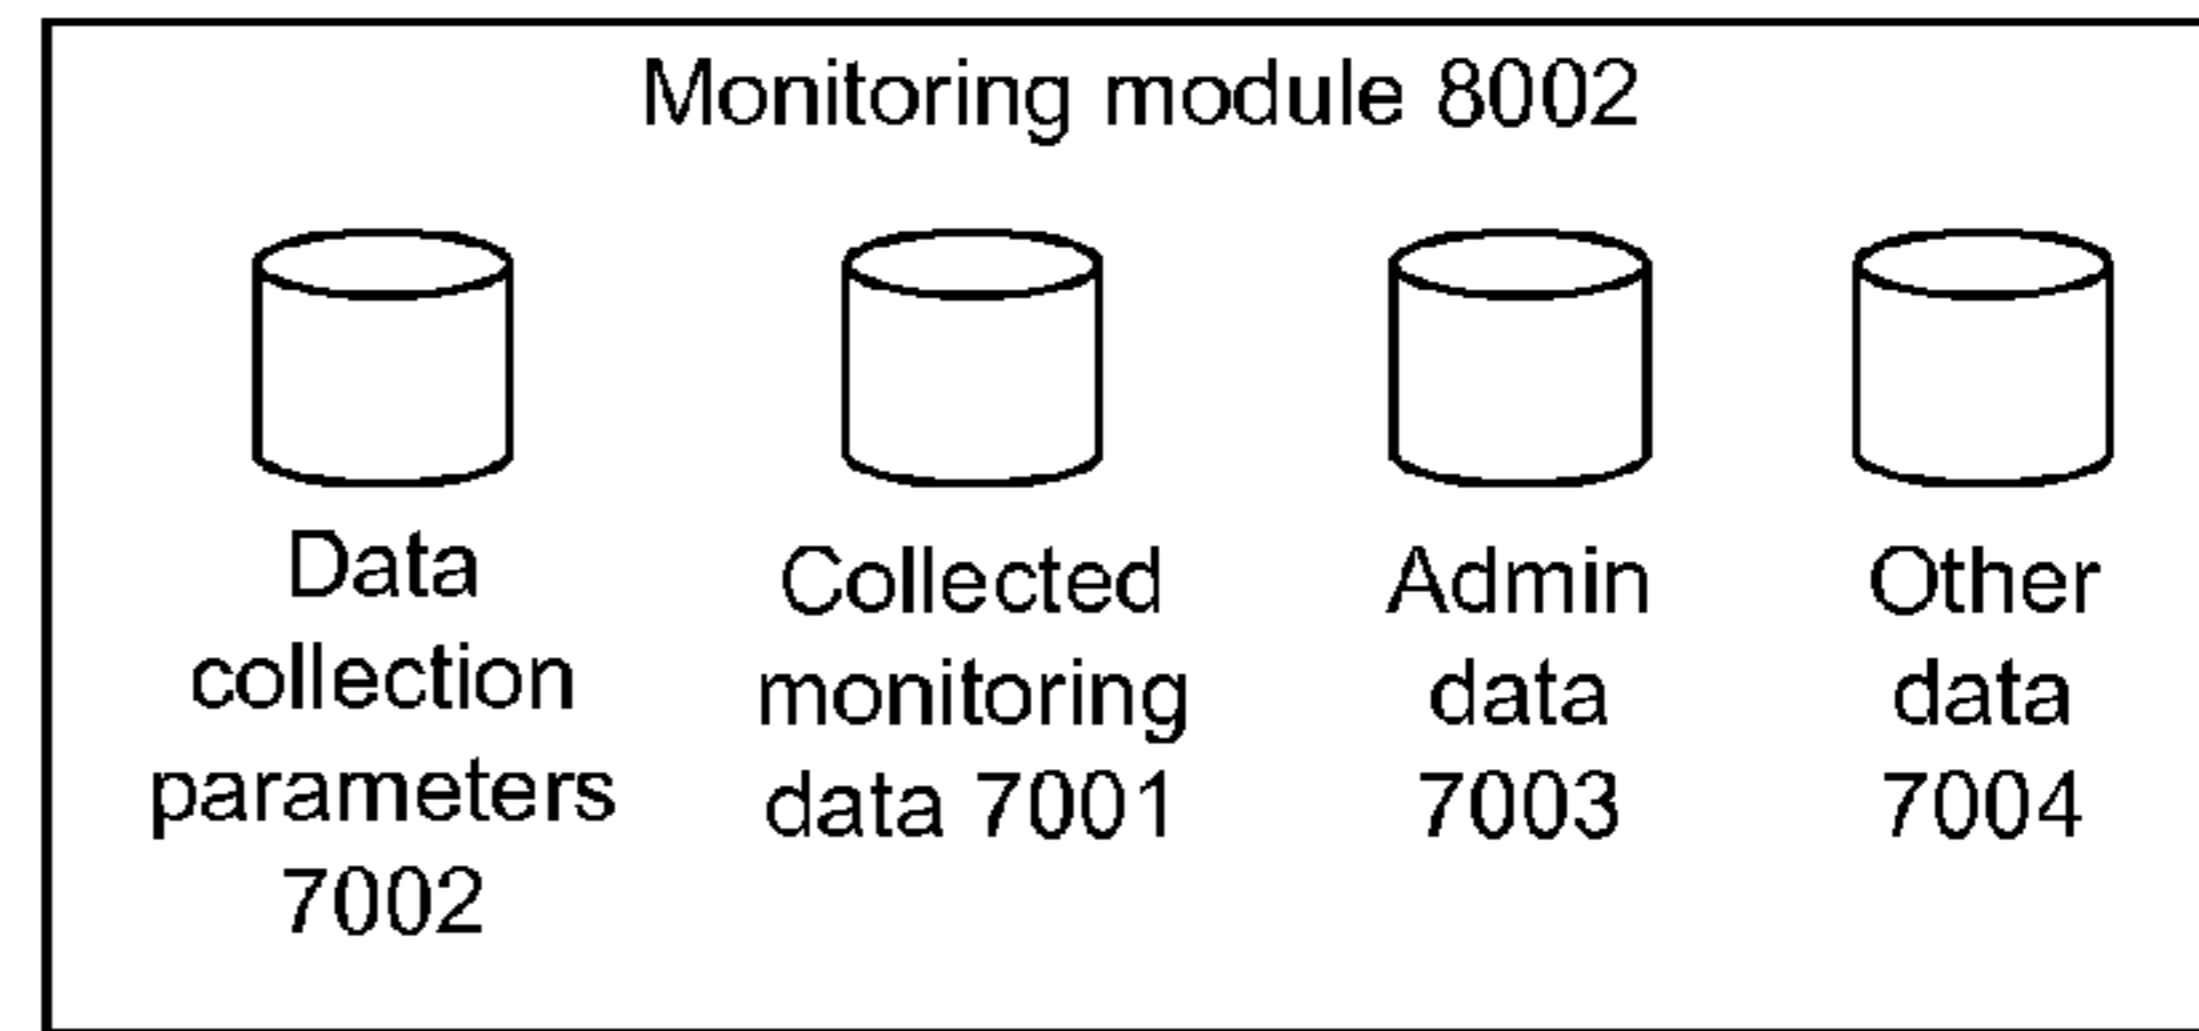 Monitoring module 8002
Data
collection
parameters
7002
Collected
monitoring
data 7001
Admin
data
7003
Other
data
7004